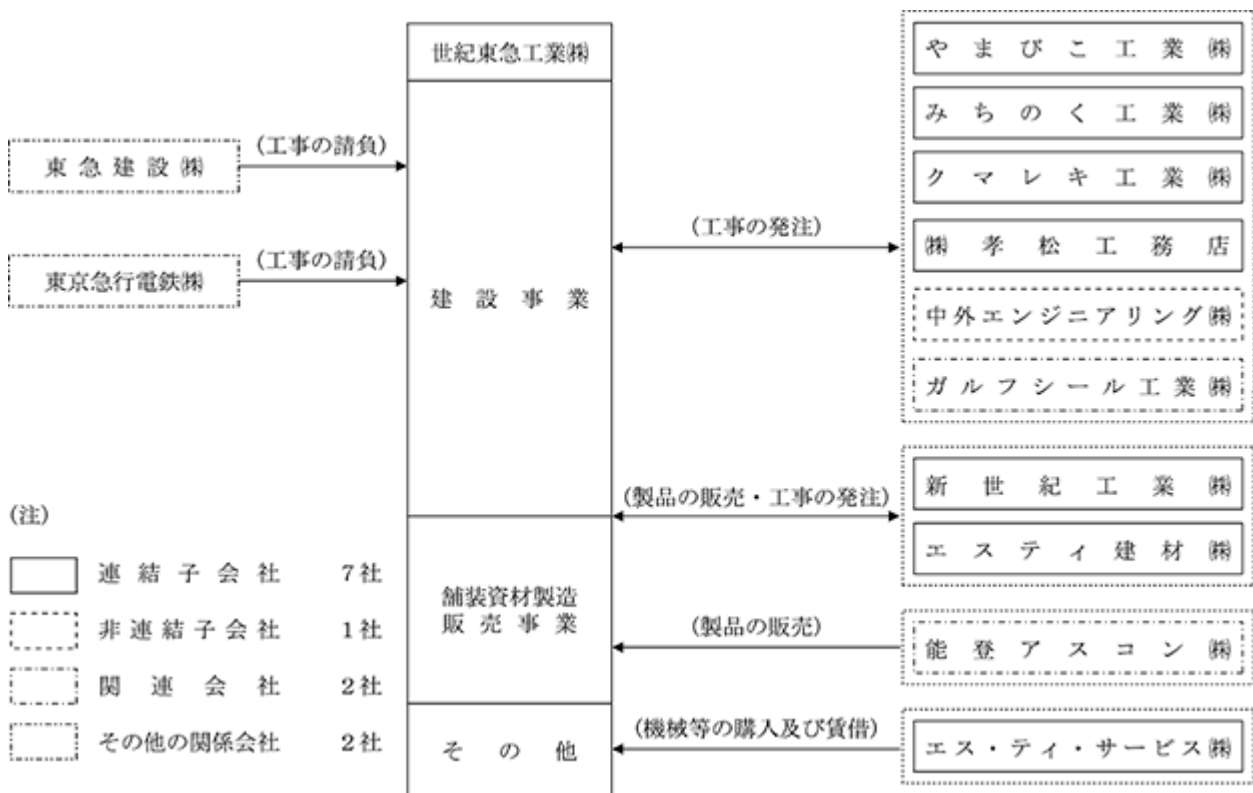 世紀東急工業㈱
東急建設㈱
(工事の請負)
東京急行電鉄㈱
(工事の請負)
建設事業
舗装資材製造
販売事業
その他
(工事の発注)
やまびこ工業㈱
みちのく工業㈱
クマレキ工業㈱
㈱孝松工務店
中外エンジニアリング㈱
ガルフシール工業㈱
(製品の販売・工事の発注)
新世紀工業㈱
エスティ建材㈱
(製品の販売)
能登アスコン㈱
(機械等の購入及び賃借)
エス・ティ・サービス㈱
(注)
連結子会社 7社
非連結子会社 1社
関連会社 2社
その他の関係会社 2社